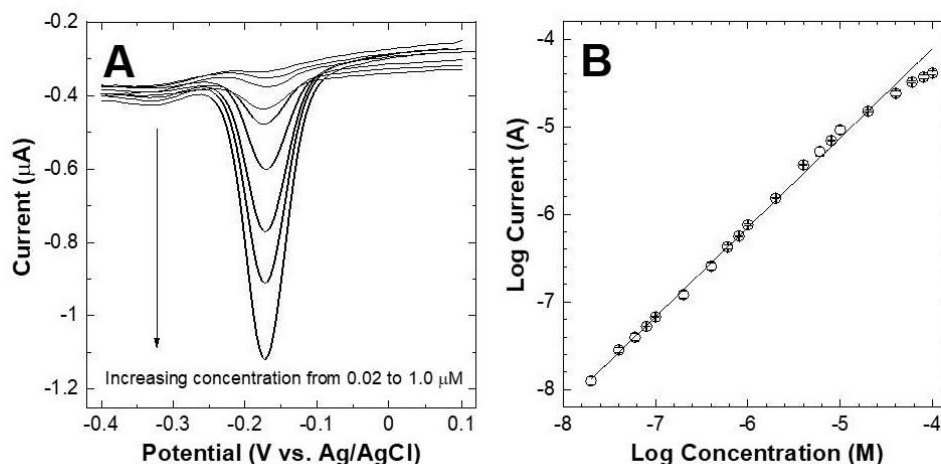 A
-0.2
-0.4
-0.6
-0.8
-1
-1.2
Current (μA)
Increasing concentration from 0.02 to 1.0 μM
-0.4 -0.3 -0.2 -0.1 0 0.1
Potential (V vs. Ag/AgCl)
B
-4
-5
-6
-7
-8
Log Current (A)
-8 -7 -6 -5 -4
Log Concentration (M)